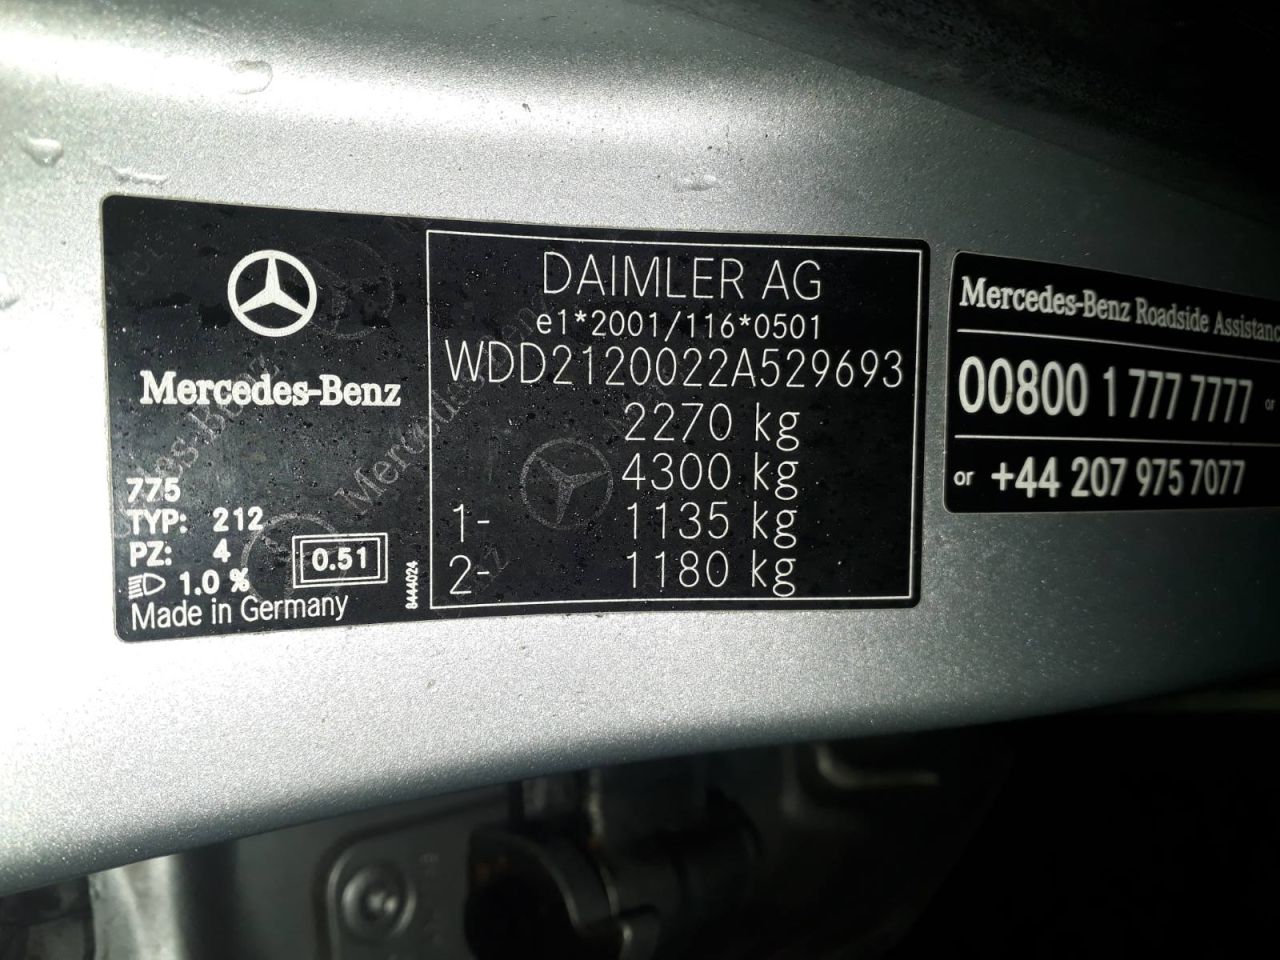 Mercedes-Benz
775
TYP: 212
PZ: 4
1.0 %
0.51
Made in Germany
8444024
DAIMLER AG
e1*2001/116*0501
WDD2120022A529693
2270 kg
4300 kg
1- 1135 kg
2- 1180 kg
Mercedes-Benz Roadside Assistanc
00800 1 777 7777 or
or +44 207 975 7077